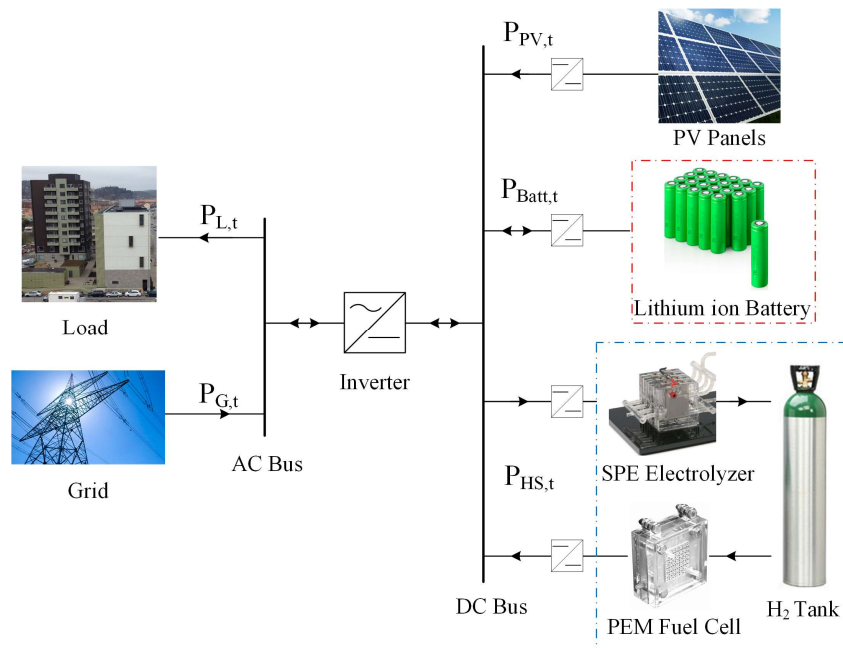 P_PV,t
PV Panels
P_Batt,t
Lithium ion Battery
P_L,t
Load
Inverter
P_G,t
Grid
AC Bus
SPE Electrolyzer
P_HS,t
DC Bus
PEM Fuel Cell
H₂ Tank